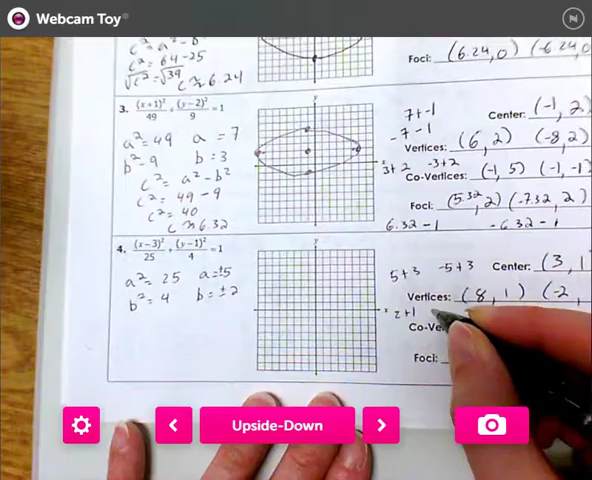 Webcam Toy
c² = a² - b²
c² = 64-25
√c² = √39
c ≈ 6.24
Foci: (6.24,0) (-6.24,0
3. (x+1)²/49 + (y-2)²/9 = 1
a² = 49 a = 7
b² - 9 b = 3
c² = a² - b²
c² = 49 - 9
c² = 40
c ≈ 6.32
y
x
7 + -1
-7 -1
Center: (-1, 2)
Vertices: (6, 2) (-8, 2)
3+2 -3+2
Co-Vertices: (-1, 5) (-1, -1)
Foci: (5.32, 2) (-7.32, 2)
6.32 - 1 -6.32 - 1
4. (x-3)²/25 + (y-1)²/4 = 1
a² = 25 a = ±5
b² = 4 b = ±2
y
x
5+3 -5+3
Center: (3, 1
Vertices: (8, 1) (-2,
2+1
Co-Ve
Foci:
Upside-Down